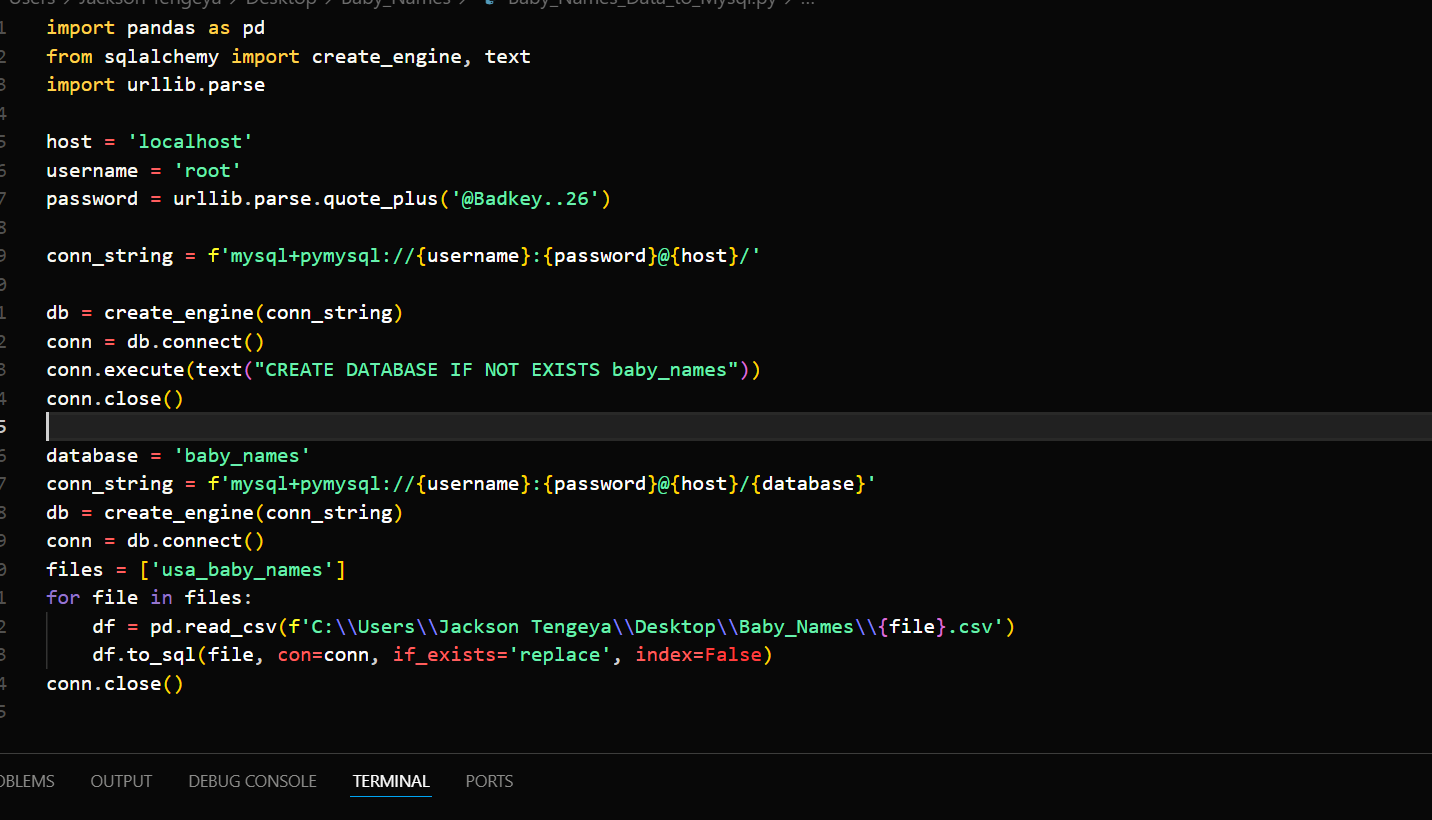 Users > Jackson Tengeya > Desktop > Baby_Names > Baby_Names_Data_to_Mysql.py > ...
1 import pandas as pd
2 from sqlalchemy import create_engine, text
3 import urllib.parse
4
5 host = 'localhost'
6 username = 'root'
7 password = urllib.parse.quote_plus('@Badkey..26')
8
9 conn_string = f'mysql+pymysql://{username}:{password}@{host}/'
0
1 db = create_engine(conn_string)
2 conn = db.connect()
3 conn.execute(text("CREATE DATABASE IF NOT EXISTS baby_names"))
4 conn.close()
5
6 database = 'baby_names'
7 conn_string = f'mysql+pymysql://{username}:{password}@{host}/{database}'
8 db = create_engine(conn_string)
9 conn = db.connect()
0 files = ['usa_baby_names']
1 for file in files:
2     df = pd.read_csv(f'C:\\Users\\Jackson Tengeya\\Desktop\\Baby_Names\\{file}.csv')
3     df.to_sql(file, con=conn, if_exists='replace', index=False)
4 conn.close()
5
OBLEMS OUTPUT DEBUG CONSOLE TERMINAL PORTS